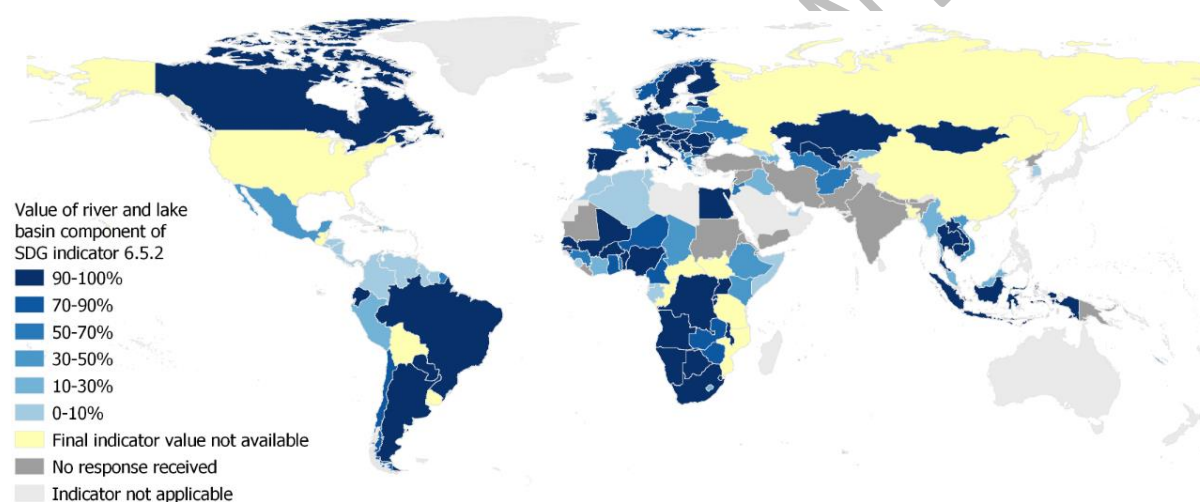 Value of river and lake
basin component of
SDG indicator 6.5.2
90-100%
70-90%
50-70%
30-50%
10-30%
0-10%
Final indicator value not available
No response received
Indicator not applicable